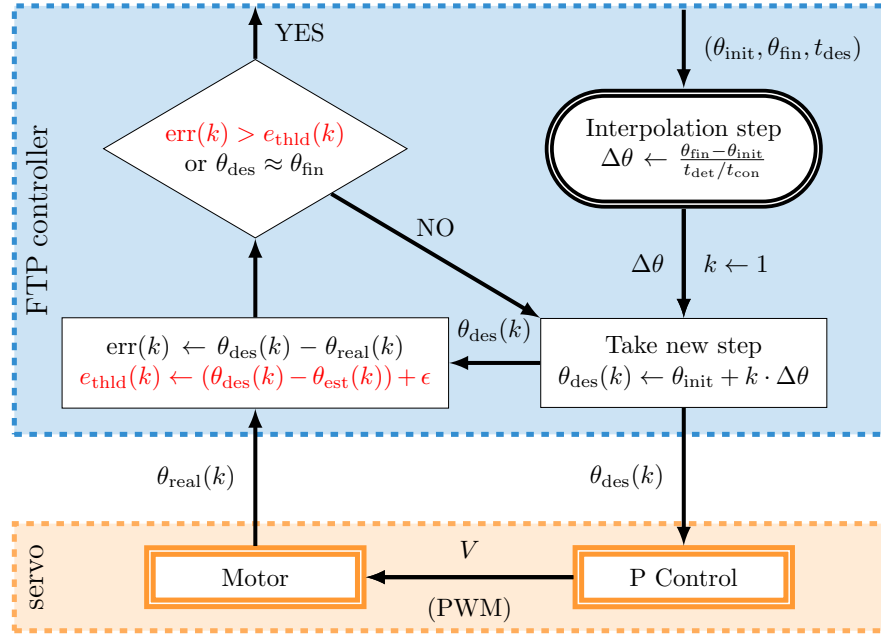 YES
(θ_init, θ_fin, t_des)
err(k) > e_thld(k)
or θ_des ≈ θ_fin
Interpolation step
Δθ ← (θ_fin−θ_init)/(t_det/t_con)
FTP controller
NO
Δθ
k ← 1
θ_des(k)
err(k) ← θ_des(k) − θ_real(k)
e_thld(k) ← (θ_des(k) − θ_est(k)) + ϵ
Take new step
θ_des(k) ← θ_init + k · Δθ
θ_real(k)
θ_des(k)
servo
Motor
V
(PWM)
P Control